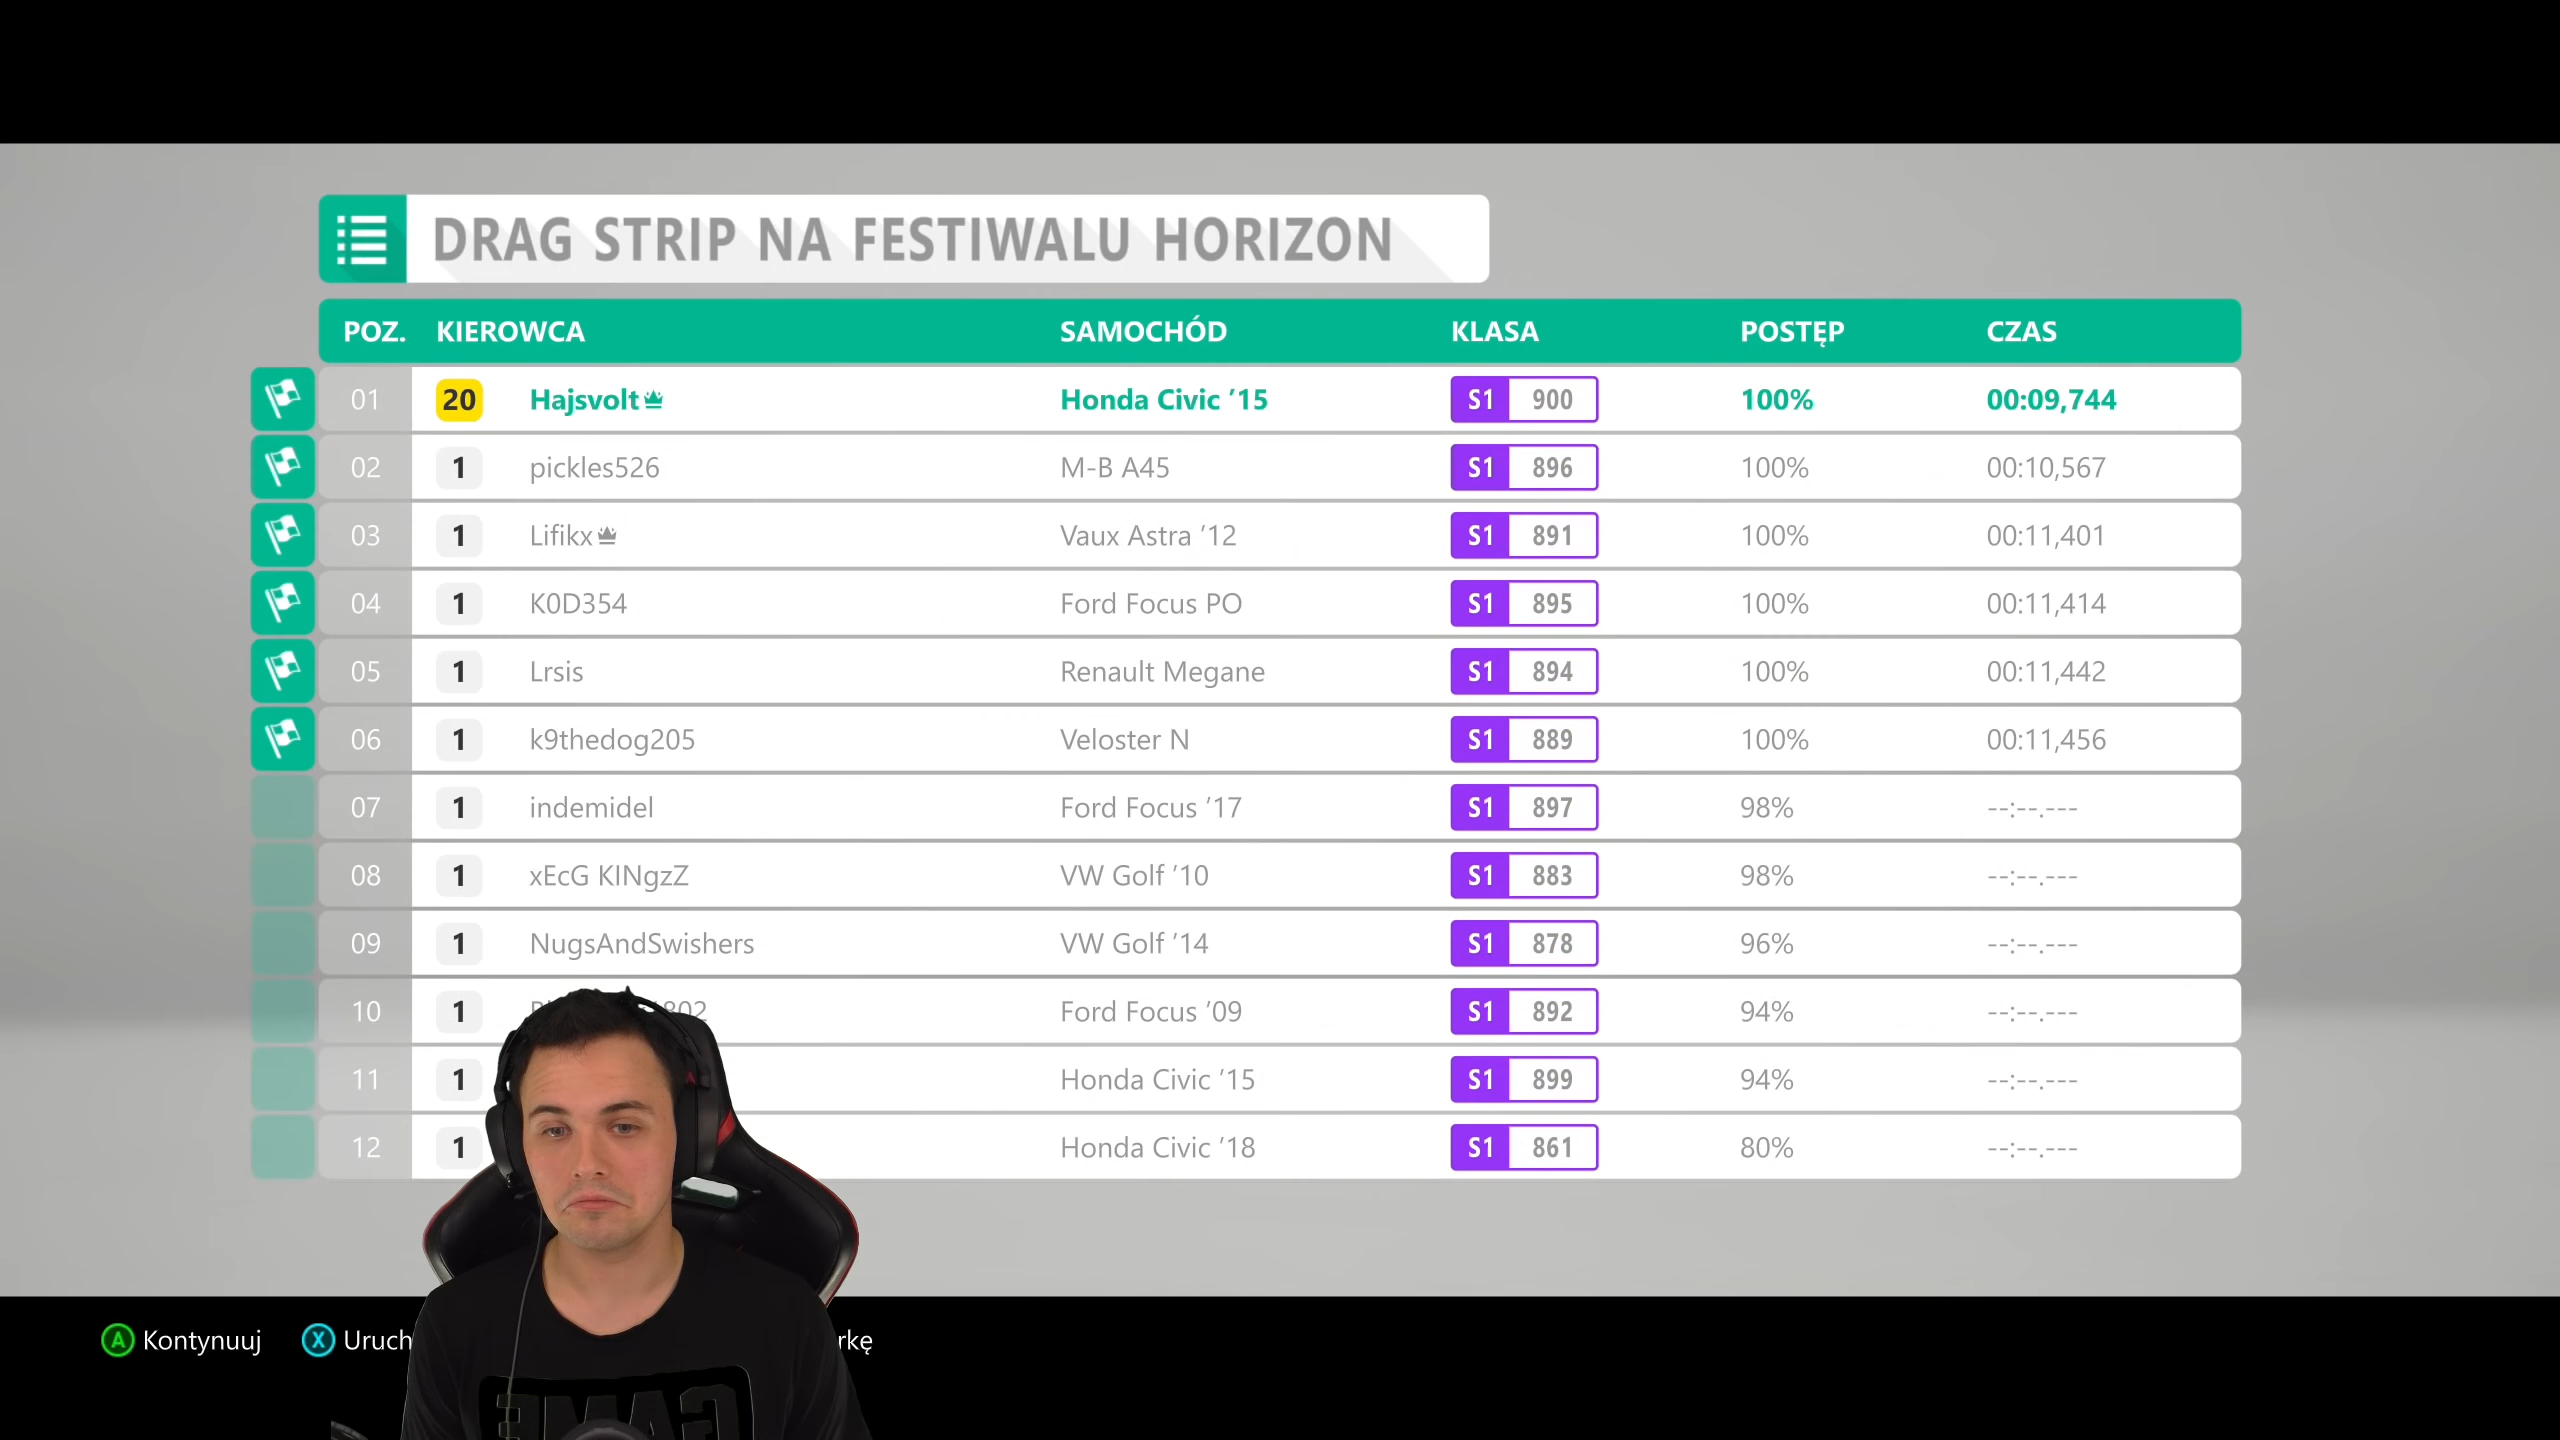 DRAG STRIP NA FESTIWALU HORIZON
POZ. KIEROWCA SAMOCHÓD KLASA POSTĘP CZAS
01 20 Hajsvolt Honda Civic ’15 S1 900 100% 00:09,744
02 1 pickles526 M-B A45 S1 896 100% 00:10,567
03 1 Lifikx Vaux Astra ’12 S1 891 100% 00:11,401
04 1 K0D354 Ford Focus PO S1 895 100% 00:11,414
05 1 Lrsis Renault Megane S1 894 100% 00:11,442
06 1 k9thedog205 Veloster N S1 889 100% 00:11,456
07 1 indemidel Ford Focus ’17 S1 897 98% --:--.---
08 1 xEcG KINgzZ VW Golf ’10 S1 883 98% --:--.---
09 1 NugsAndSwishers VW Golf ’14 S1 878 96% --:--.---
10 1 Ford Focus ’09 S1 892 94% --:--.---
11 1 Honda Civic ’15 S1 899 94% --:--.---
12 1 Honda Civic ’18 S1 861 80% --:--.---
A Kontynuuj X
GAME